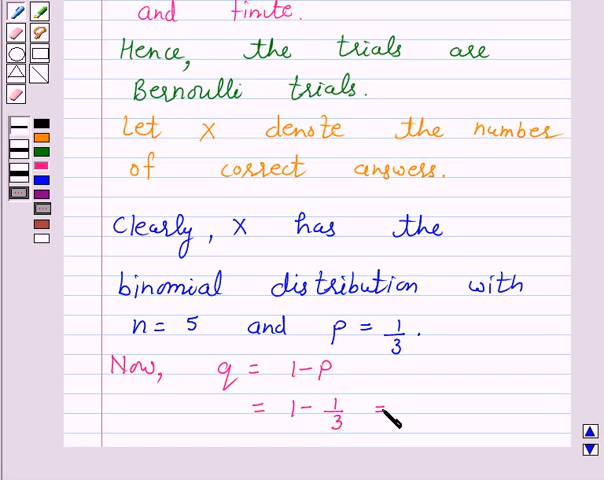 and finite.
Hence, the trials are
Bernoulli trials.
Let X denote the number
of correct answers.
Clearly, X has the
binomial distribution with
n = 5 and p = 1/3.
Now, q = 1 - p
= 1 - 1/3 =